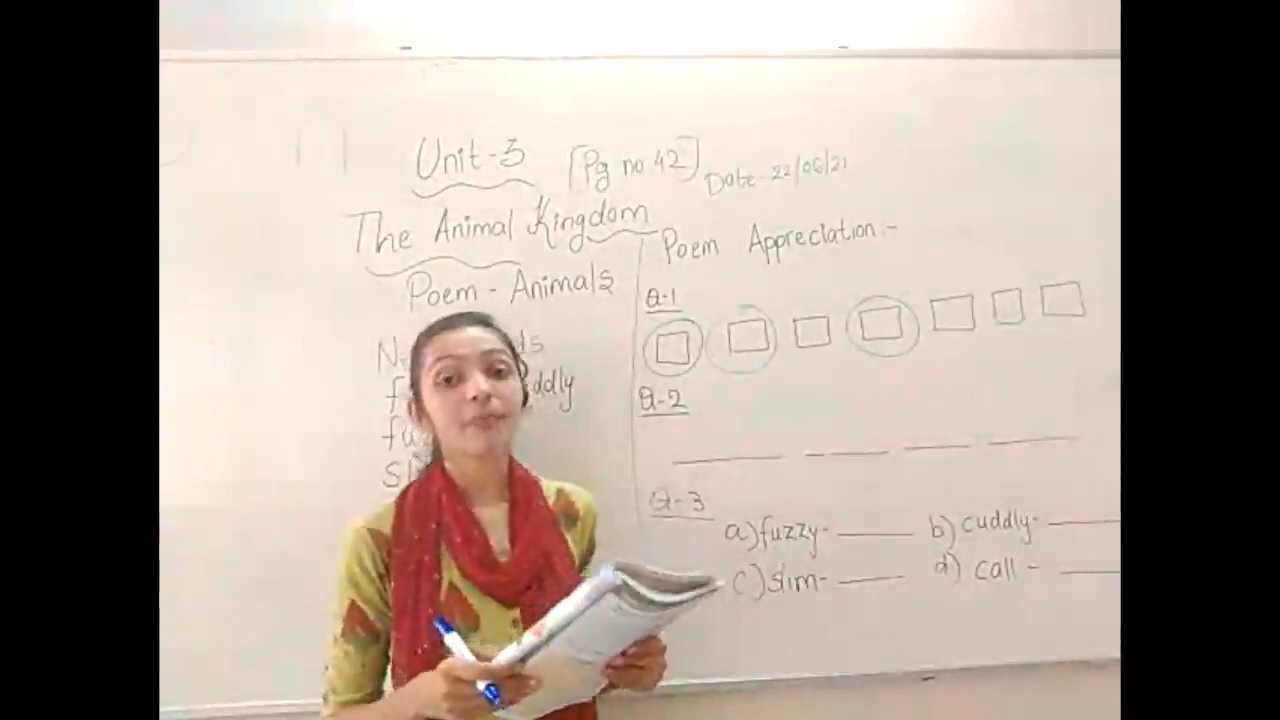 Unit-3 [Pg no 42] Date- 22/06/21
The Animal Kingdom
Poem - Animals
Poem Appreciation :-
Q-1
Q-2
Q-3
a) fuzzy- b) cuddly-
c) slim- d) call -